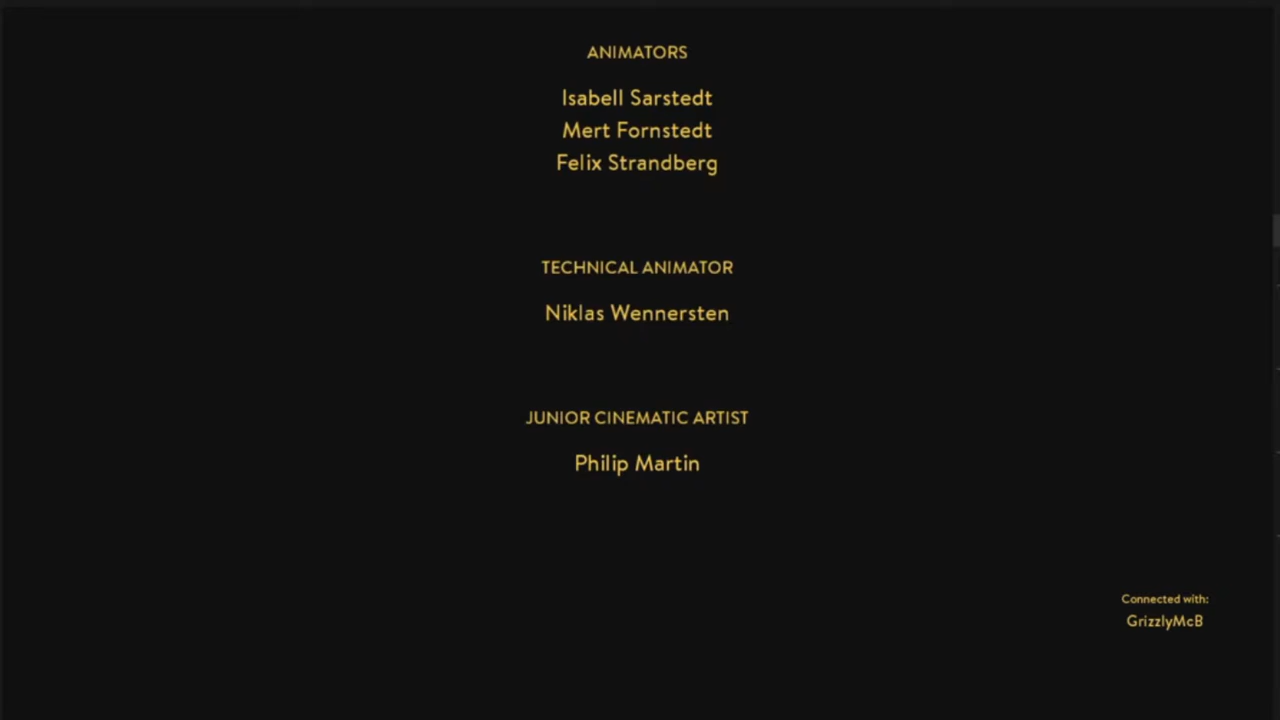 ANIMATORS
Isabell Sarstedt
Mert Fornstedt
Felix Strandberg
TECHNICAL ANIMATOR
Niklas Wennersten
JUNIOR CINEMATIC ARTIST
Philip Martin
Connected with:
GrizzlyMcB